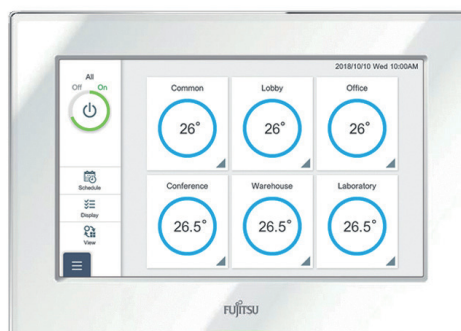 2018/10/10 Wed 10:00AM
All
Off On
Common
26°
Lobby
26°
Office
26°
Schedule
Display
View
Conference
26.5°
Warehouse
26.5°
Laboratory
26.5°
FUJITSU